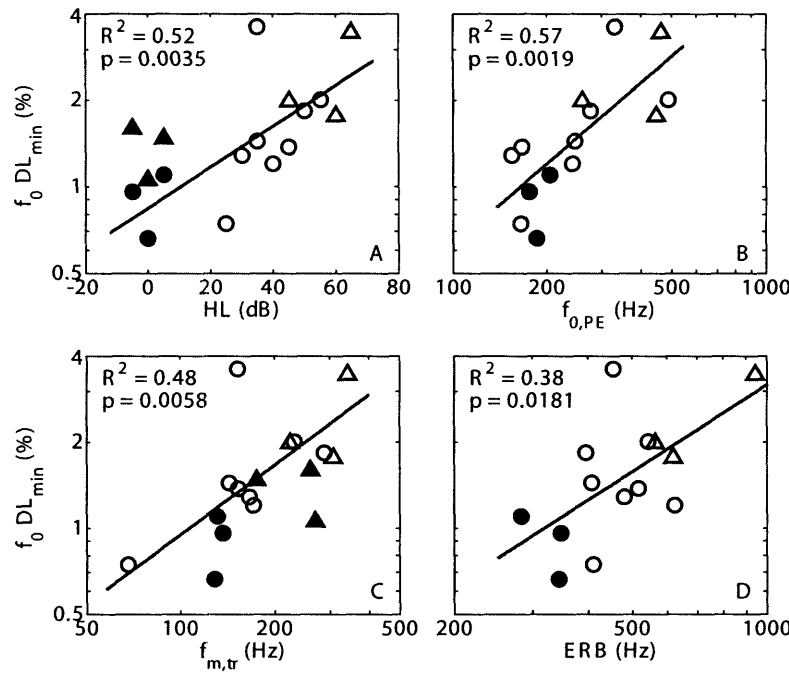 4
2
1
0.5
f0 DLmin (%)
R2 = 0.52
p = 0.0035
A
-20 0 20 40 60 80
HL (dB)
R2 = 0.57
p = 0.0019
B
100 200 500 1000
f0,PE (Hz)
4
2
1
0.5
f0 DLmin (%)
R2 = 0.48
p = 0.0058
C
50 100 200 500
fm,tr (Hz)
R2 = 0.38
p = 0.0181
D
200 500 1000
ERB (Hz)